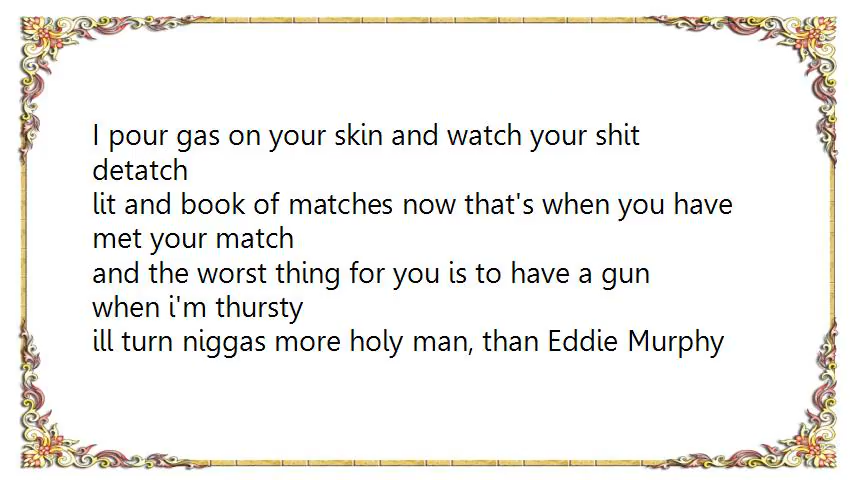 I pour gas on your skin and watch your shit
detatch
lit and book of matches now that's when you have
met your match
and the worst thing for you is to have a gun
when i'm thursty
ill turn niggas more holy man, than Eddie Murphy